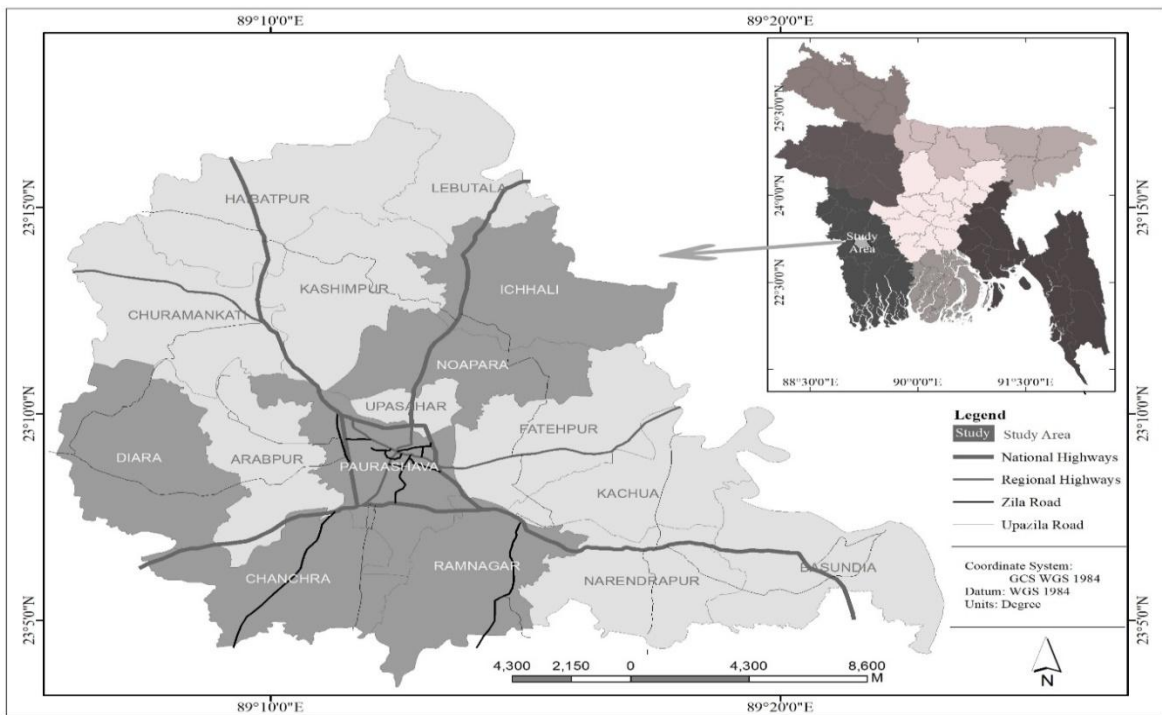 89°10'0"E
89°20'0"E
23°15'0"N
23°10'0"N
23°5'0"N
HAIBATPUR
LEBUTALA
KASHIMPUR
ICHHALI
CHURAMANKATI
NOAPARA
UPASAHAR
FATEHPUR
DIARA
ARABPUR
PAURASHAVA
KACHUA
CHANCHRA
RAMNAGAR
NARENDRAPUR
BASUNDIA
25°30'0"N
24°0'0"N
22°30'0"N
Study
Area
88°30'0"E
90°0'0"E
91°30'0"E
23°15'0"N
23°10'0"N
23°5'0"N
Legend
Study Study Area
National Highways
Regional Highways
Zila Road
Upazila Road
Coordinate System:
GCS WGS 1984
Datum: WGS 1984
Units: Degree
N
4,300 2,150 0 4,300 8,600
M
89°10'0"E
89°20'0"E